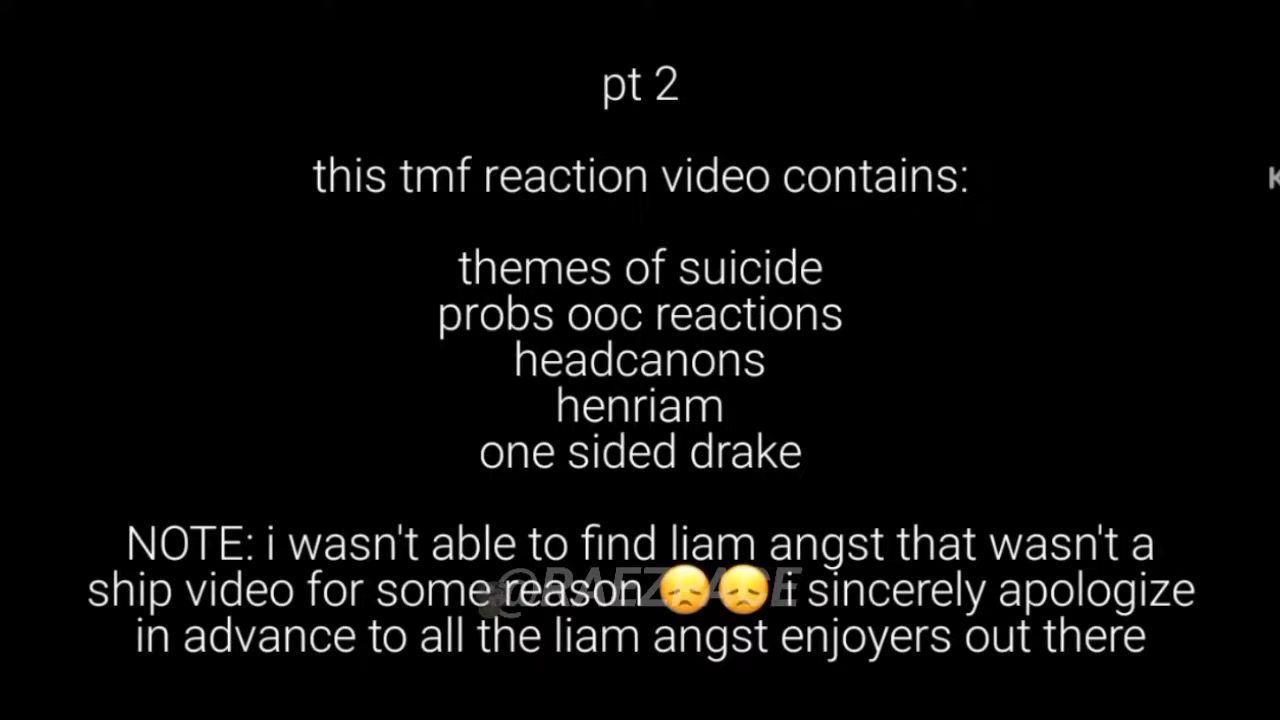 pt 2
this tmf reaction video contains:
K
themes of suicide
probs ooc reactions
headcanons
henriam
one sided drake
NOTE: i wasn't able to find liam angst that wasn't a
ship video for some reason 😞😞 i sincerely apologize
in advance to all the liam angst enjoyers out there